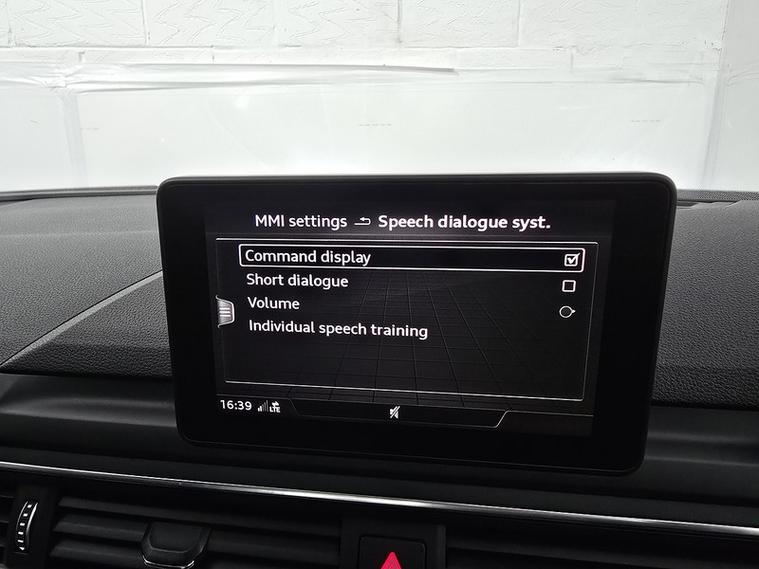 MMI settings Speech dialogue syst.
Command display
Short dialogue
Volume
Individual speech training
16:39 LTE